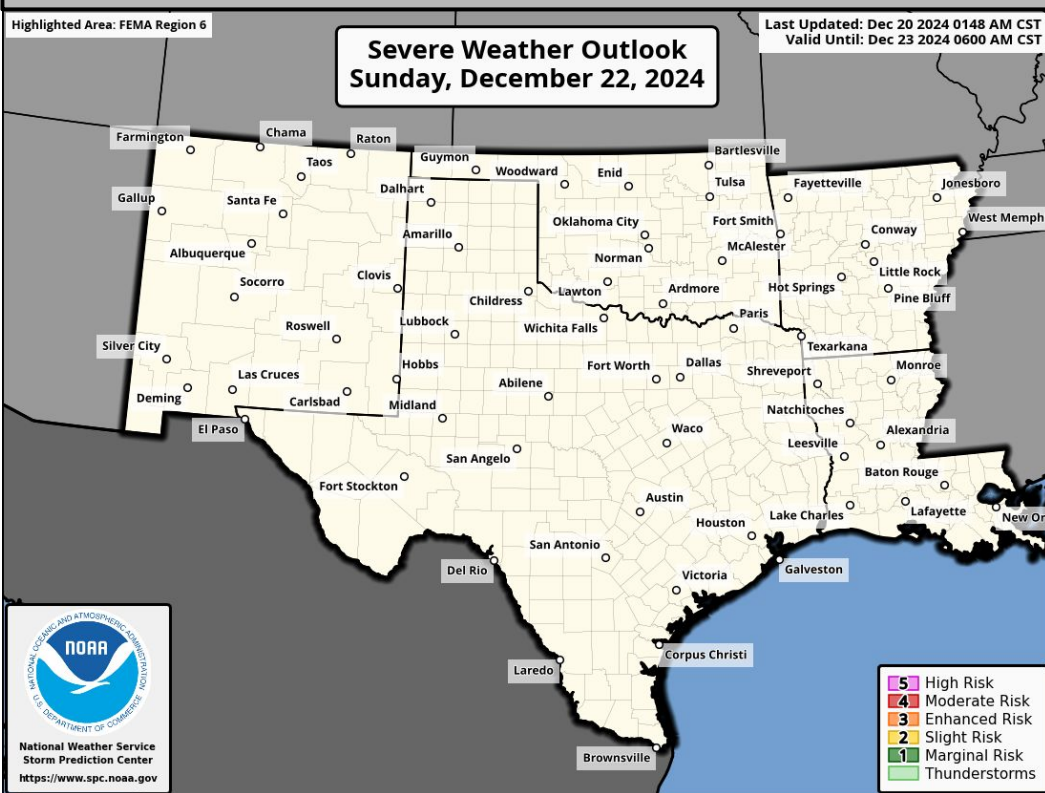 Highlighted Area: FEMA Region 6
Last Updated: Dec 20 2024 0148 AM CST
Valid Until: Dec 23 2024 0600 AM CST
Severe Weather Outlook
Sunday, December 22, 2024
Farmington
Chama
Raton
Taos
Guymon
Woodward
Enid
Bartlesville
Tulsa
Fayetteville
Jonesboro
Gallup
Santa Fe
Dalhart
West Memph
Oklahoma City
Fort Smith
Conway
Amarillo
Albuquerque
Norman
McAlester
Little Rock
Socorro
Clovis
Childress
Lawton
Ardmore
Hot Springs
Pine Bluff
Roswell
Lubbock
Wichita Falls
Paris
Texarkana
Silver City
Las Cruces
Hobbs
Fort Worth
Dallas
Shreveport
Monroe
Deming
Carlsbad
Midland
Abilene
Natchitoches
El Paso
Waco
Leesville
Alexandria
San Angelo
Fort Stockton
Baton Rouge
Austin
Houston
Lake Charles
Lafayette
New Or
San Antonio
Del Rio
Galveston
Victoria
Laredo
Corpus Christi
Brownsville
NATIONAL OCEANIC AND ATMOSPHERIC ADMINISTRATION
NOAA
U.S. DEPARTMENT OF COMMERCE
National Weather Service
Storm Prediction Center
https://www.spc.noaa.gov
5 High Risk
4 Moderate Risk
3 Enhanced Risk
2 Slight Risk
1 Marginal Risk
Thunderstorms